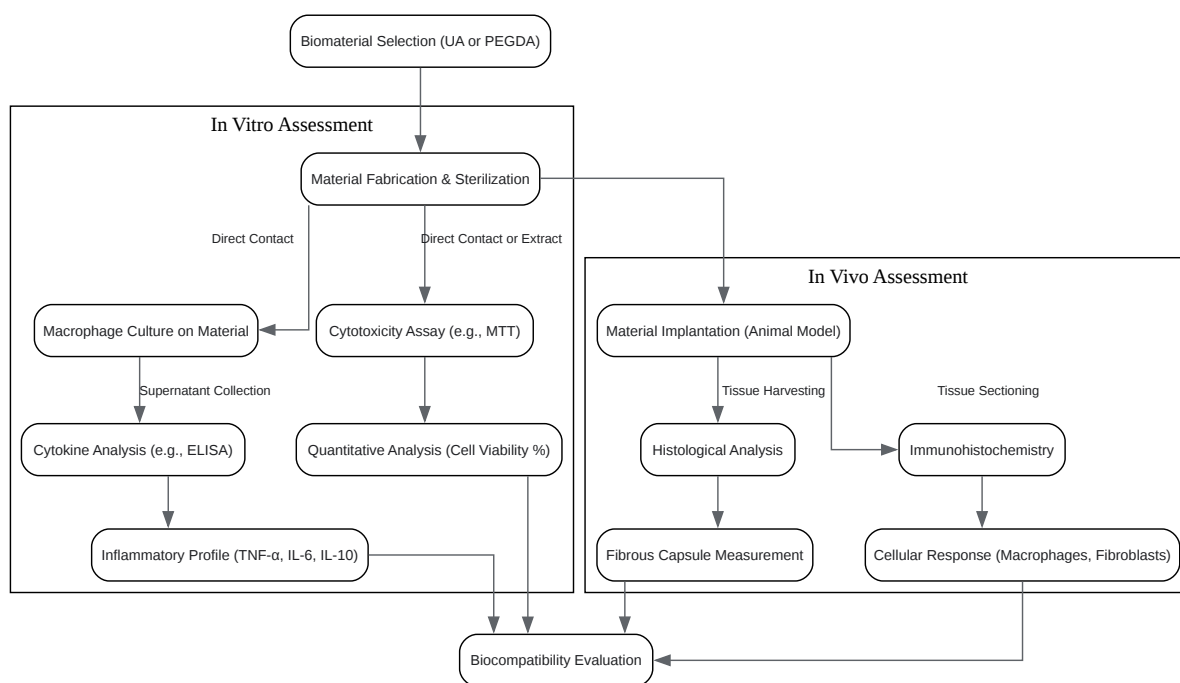 Biomaterial Selection (UA or PEGDA)
In Vitro Assessment
Material Fabrication & Sterilization
Direct Contact
Direct Contact or Extract
In Vivo Assessment
Macrophage Culture on Material
Cytotoxicity Assay (e.g., MTT)
Material Implantation (Animal Model)
Supernatant Collection
Tissue Harvesting
Tissue Sectioning
Cytokine Analysis (e.g., ELISA)
Quantitative Analysis (Cell Viability %)
Histological Analysis
Immunohistochemistry
Inflammatory Profile (TNF-α, IL-6, IL-10)
Fibrous Capsule Measurement
Cellular Response (Macrophages, Fibroblasts)
Biocompatibility Evaluation